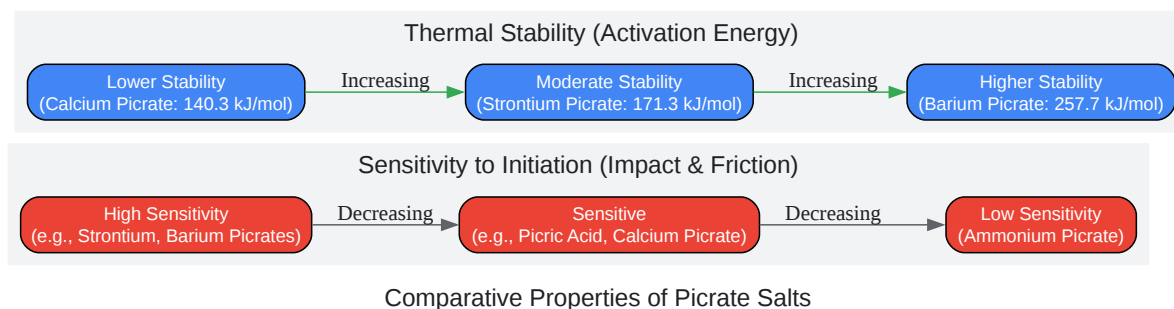 Thermal Stability (Activation Energy)
Lower Stability
(Calcium Picrate: 140.3 kJ/mol)
Increasing
Moderate Stability
(Strontium Picrate: 171.3 kJ/mol)
Increasing
Higher Stability
(Barium Picrate: 257.7 kJ/mol)
Sensitivity to Initiation (Impact & Friction)
High Sensitivity
(e.g., Strontium, Barium Picrates)
Decreasing
Sensitive
(e.g., Picric Acid, Calcium Picrate)
Decreasing
Low Sensitivity
(Ammonium Picrate)
Comparative Properties of Picrate Salts